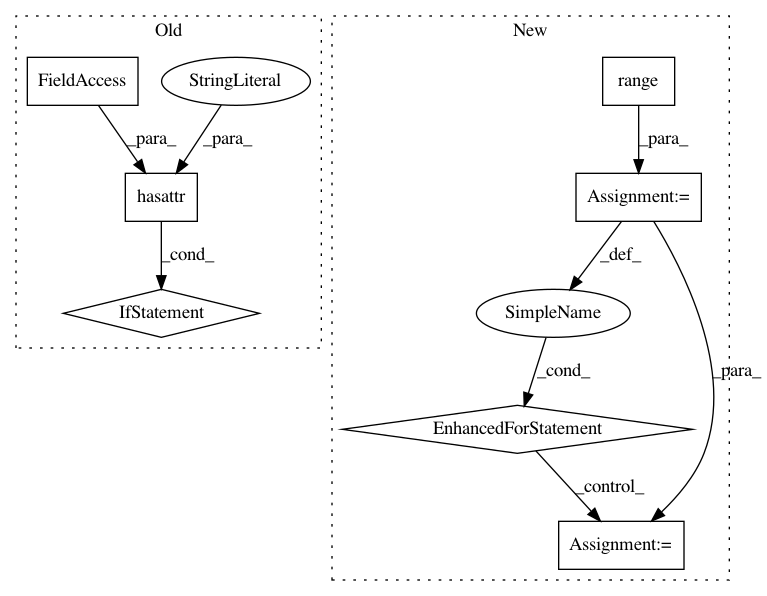 Old
New
FieldAccess
StringLiteral
range
_para_
_para_
_para_
hasattr
Assignment:=
_cond_
_def_
IfStatement
SimpleName
_cond_
_para_
EnhancedForStatement
_control_
Assignment:=